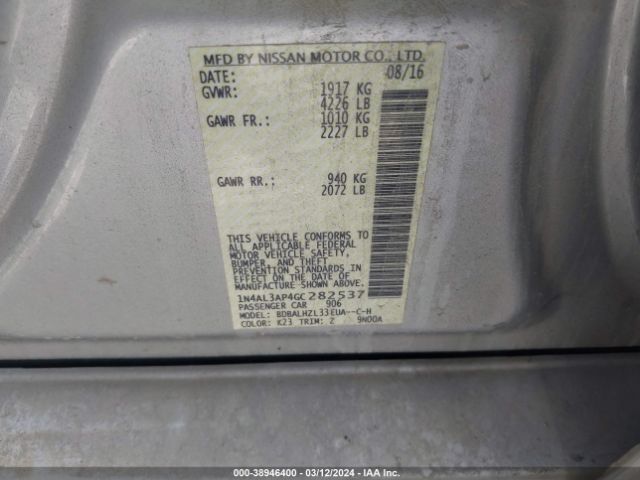 MFD BY NISSAN MOTOR CO., LTD.
DATE: 08/16
GVWR: 1917 KG
4226 LB
GAWR FR.: 1010 KG
2227 LB
GAWR RR.: 940 KG
2072 LB
THIS VEHICLE CONFORMS TO
ALL APPLICABLE FEDERAL
MOTOR VEHICLE SAFETY,
BUMPER, AND THEFT
PREVENTION STANDARDS IN
EFFECT ON THE DATE OF
MANUFACTURE SHOWN ABOVE.
1N4AL3AP4GC282537
PASSENGER CAR 906
MODEL: BDBALHZL33EUA--C-H
COLOR: K23 TRIM: Z 9N00A
000-38946400 - 03/12/2024 - IAA Inc.